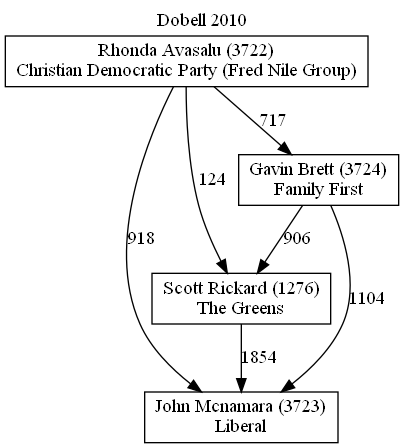 Dobell 2010
Rhonda Avasalu (3722)
Christian Democratic Party (Fred Nile Group)
717
Gavin Brett (3724)
Family First
124
918
906
1104
Scott Rickard (1276)
The Greens
1854
John Mcnamara (3723)
Liberal